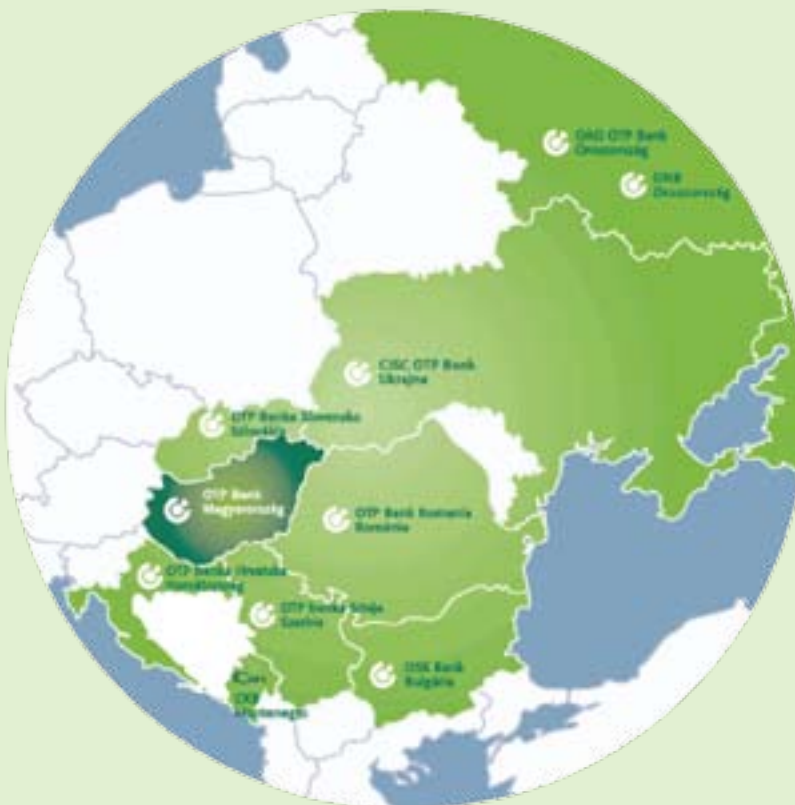 OAO OTP Bank
Oroszország
Oroszország
CJSC OTP Bank
Ukrajna
OTP Banka Slovensko
Szlovákia
OTP Bank
Magyarország
OTP Bank Romania
Románia
OTP banka Hrvatska
Horvátország
OTP banka Srbija
Szerbia
DSK Bank
Bulgária
CKB
Montenegró